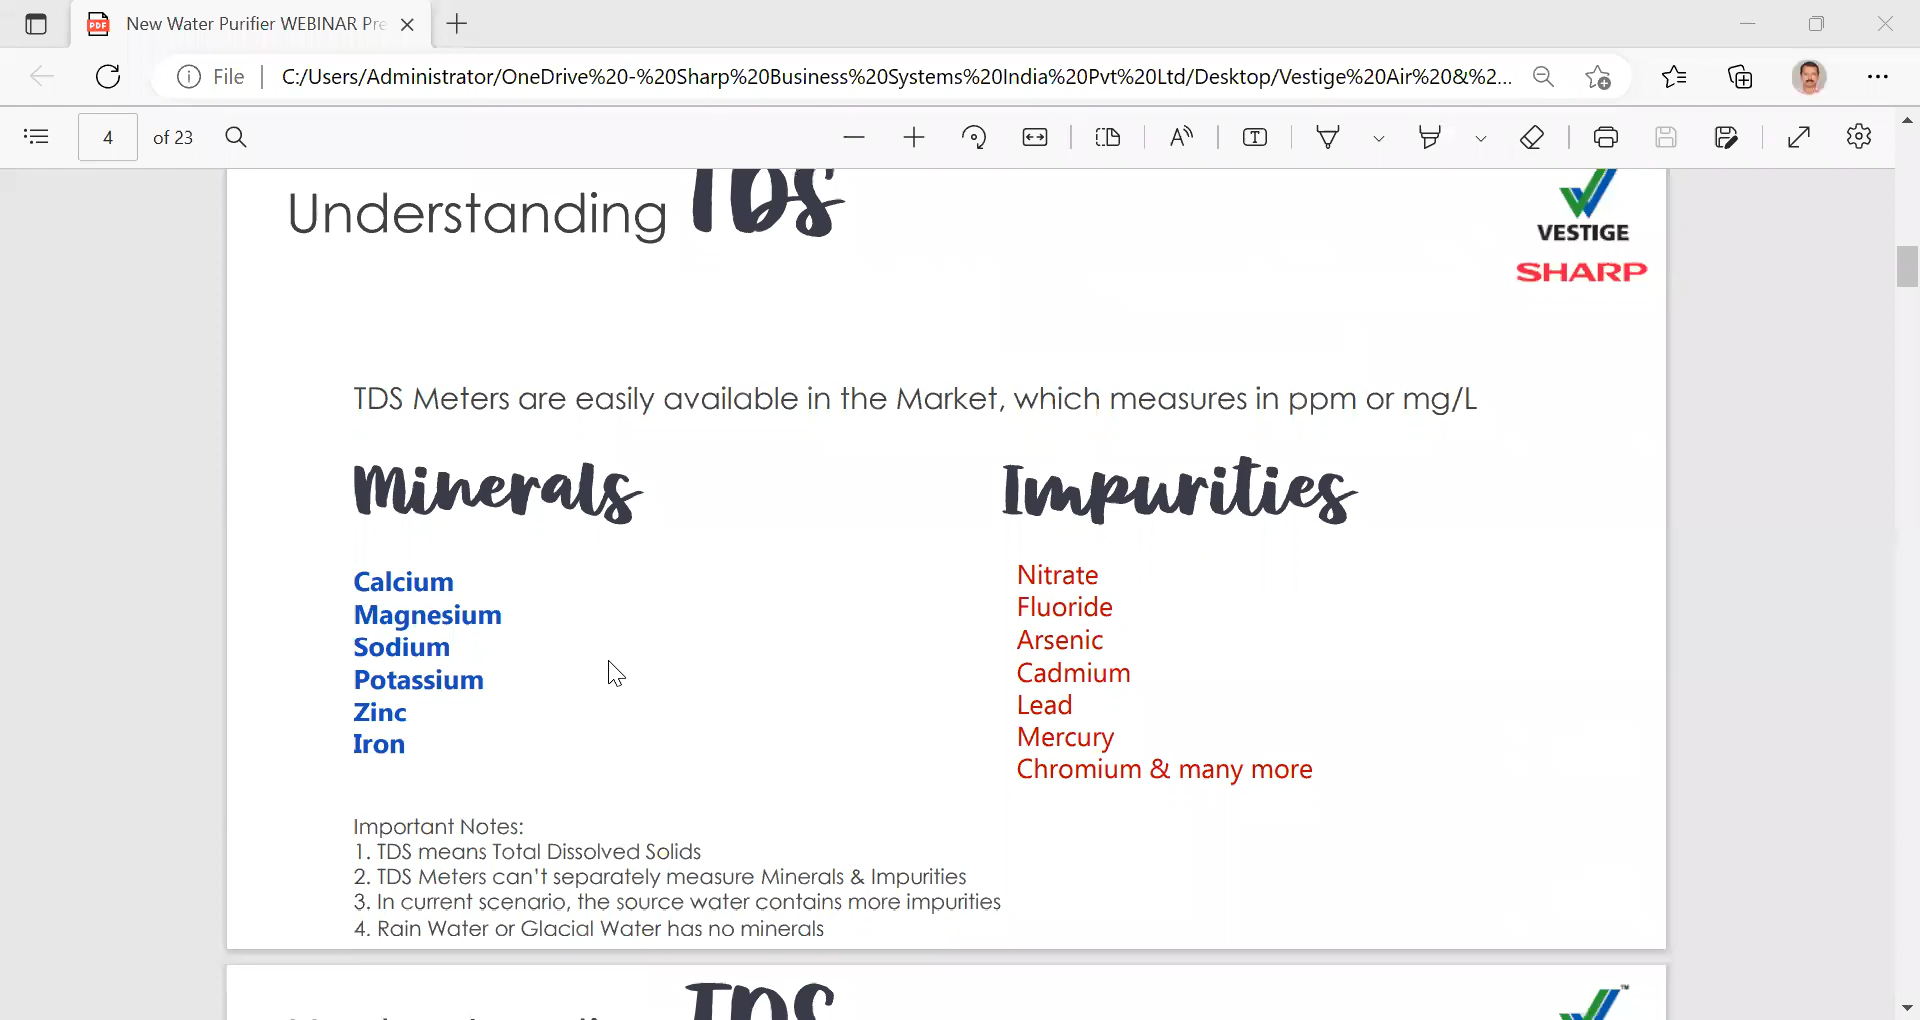 New Water Purifier WEBINAR Pre
File
C:/Users/Administrator/OneDrive%20-%20Sharp%20Business%20Systems%20India%20Pvt%20Ltd/Desktop/Vestige%20Air%20&%2...
4 of 23
Understanding TDS
VESTIGE
SHARP
TDS Meters are easily available in the Market, which measures in ppm or mg/L
Minerals
Calcium
Magnesium
Sodium
Potassium
Zinc
Iron
Impurities
Nitrate
Fluoride
Arsenic
Cadmium
Lead
Mercury
Chromium & many more
Important Notes:
1. TDS means Total Dissolved Solids
2. TDS Meters can't separately measure Minerals & Impurities
3. In current scenario, the source water contains more impurities
4. Rain Water or Glacial Water has no minerals
TDS